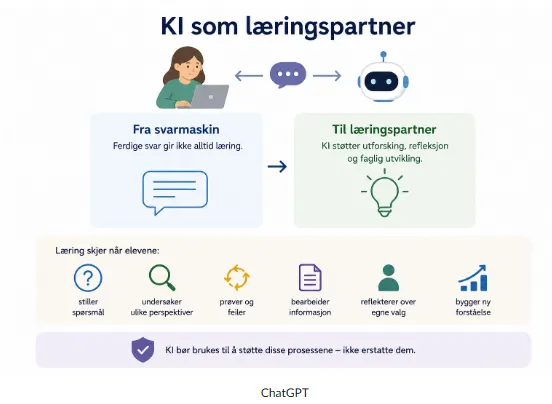 KI som læringspartner
Fra svarmaskin
Ferdige svar gir ikke alltid læring.
Til læringspartner
KI støtter utforsking, refleksjon
og faglig utvikling.
Læring skjer når elevene:
?
stiller
spørsmål
undersøker
ulike perspektiver
prøver og
feiler
bearbeider
informasjon
reflekterer over
egne valg
bygger ny
forståelse
KI bør brukes til å støtte disse prosessene – ikke erstatte dem.
ChatGPT